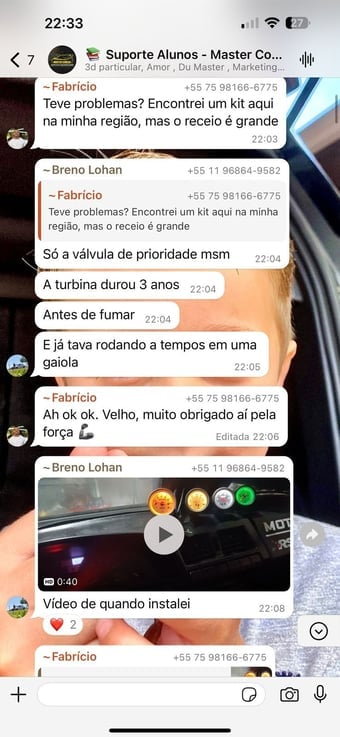 22:33
27
7
📚 Suporte Alunos - Master Co...
3d particular, Amor , Du Master , Marketing...
~Fabrício +55 75 98166-6775
Teve problemas? Encontrei um kit aqui
na minha região, mas o receio é grande
22:03
~Breno Lohan +55 11 96864-9582
~Fabrício +55 75 98166-6775
Teve problemas? Encontrei um kit aqui na minha
região, mas o receio é grande
Só a válvula de prioridade msm 22:04
A turbina durou 3 anos 22:04
Antes de fumar 22:04
E já tava rodando a tempos em uma
gaiola 22:05
~Fabrício +55 75 98166-6775
Ah ok ok. Velho, muito obrigado aí pela
força 💪🏿 Editada 22:06
~Breno Lohan +55 11 96864-9582
MOT
RS
HD 0:40
Vídeo de quando instalei 22:08
❤️ 2
~Fabrício +55 75 98166-6775